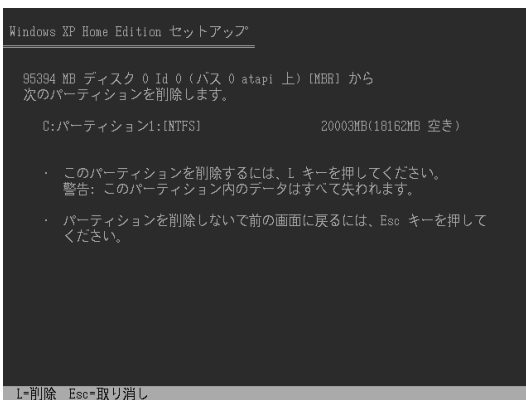 Windows XP Home Edition セットアップ
95394 MB ディスク 0 Id 0 (バス 0 atapi 上) [MBR] から
次のパーティションを削除します。
C:パーティション1:[NTFS] 20003MB(18162MB 空き)
・ このパーティションを削除するには、L キーを押してください。
警告: このパーティション内のデータはすべて失われます。
・ パーティションを削除しないで前の画面に戻るには、Esc キーを押して
ください。
L=削除 Esc=取り消し